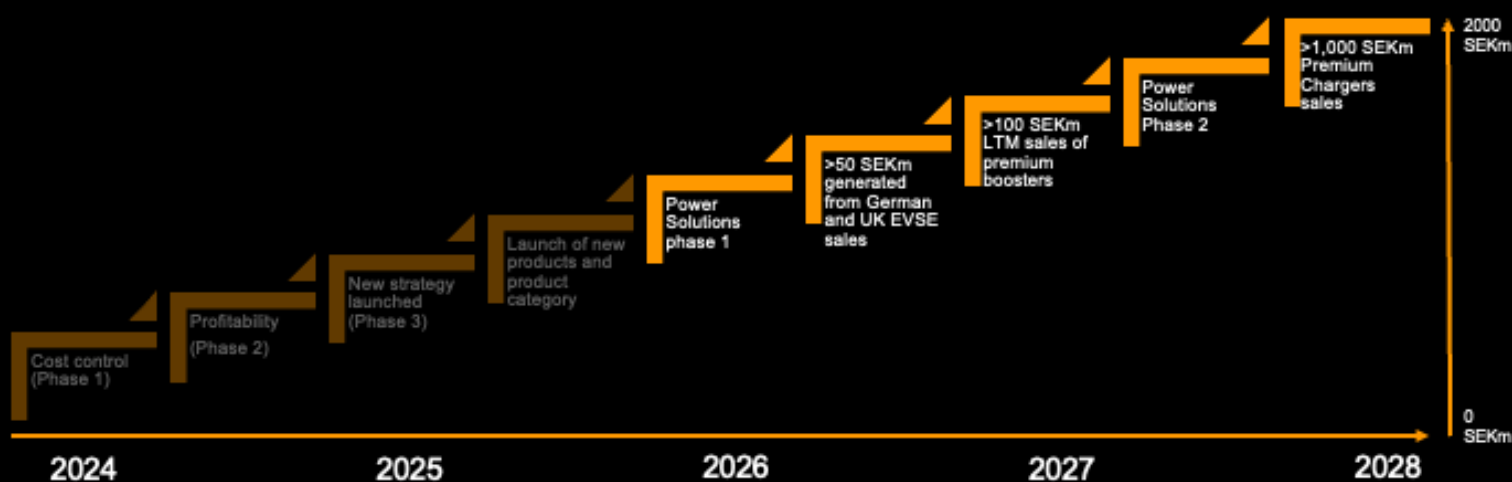 Cost control
(Phase 1)
Profitability
(Phase 2)
New strategy
launched
(Phase 3)
Launch of new
products and
product
category
Power
Solutions
phase 1
>50 SEKm
generated
from German
and UK EVSE
sales
>100 SEKm
LTM sales of
premium
boosters
Power
Solutions
Phase 2
>1,000 SEKm
Premium
Chargers
sales
2000
SEKm
0
SEKm
2024
2025
2026
2027
2028